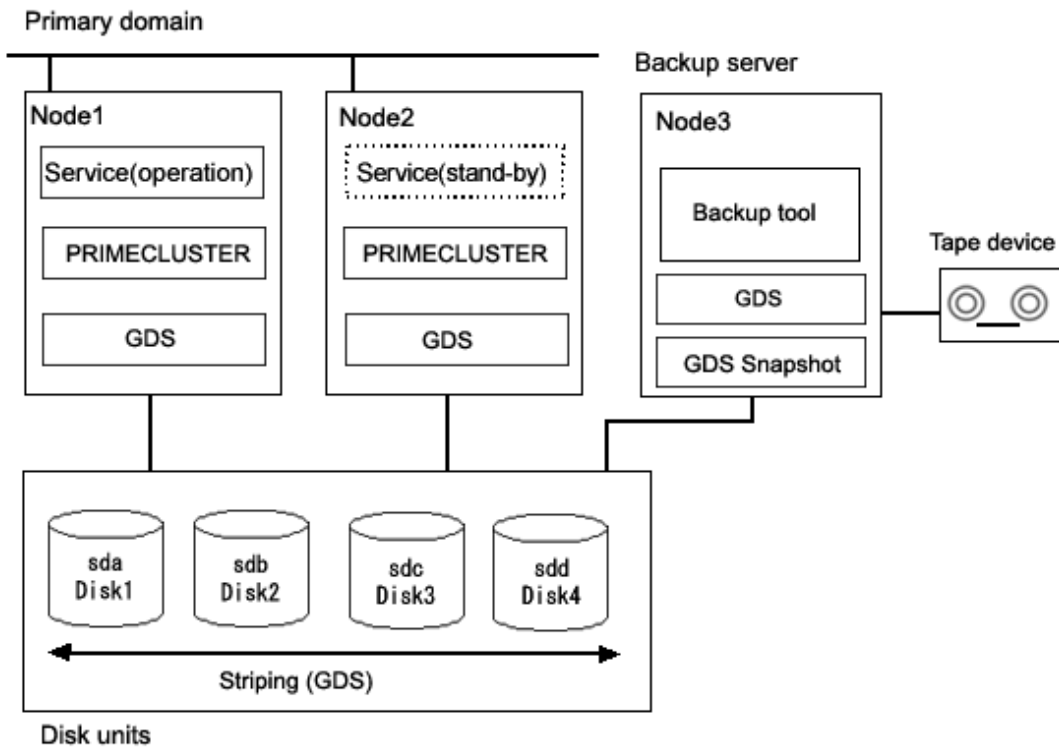 Primary domain
Backup server
Node1
Service(operation)
PRIMECLUSTER
GDS
Node2
Service(stand-by)
PRIMECLUSTER
GDS
Node3
Backup tool
GDS
GDS Snapshot
Tape device
sda
Disk1
sdb
Disk2
sdc
Disk3
sdd
Disk4
Striping (GDS)
Disk units